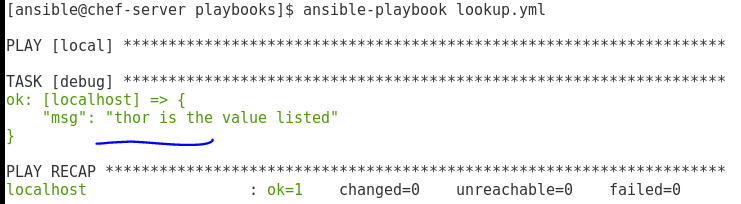 [ansible@chef-server playbooks]$ ansible-playbook lookup.yml
PLAY [local] *******************************************************************
TASK [debug] *******************************************************************
ok: [localhost] => {
    "msg": "thor is the value listed"
}
PLAY RECAP *********************************************************************
localhost                  : ok=1    changed=0    unreachable=0    failed=0